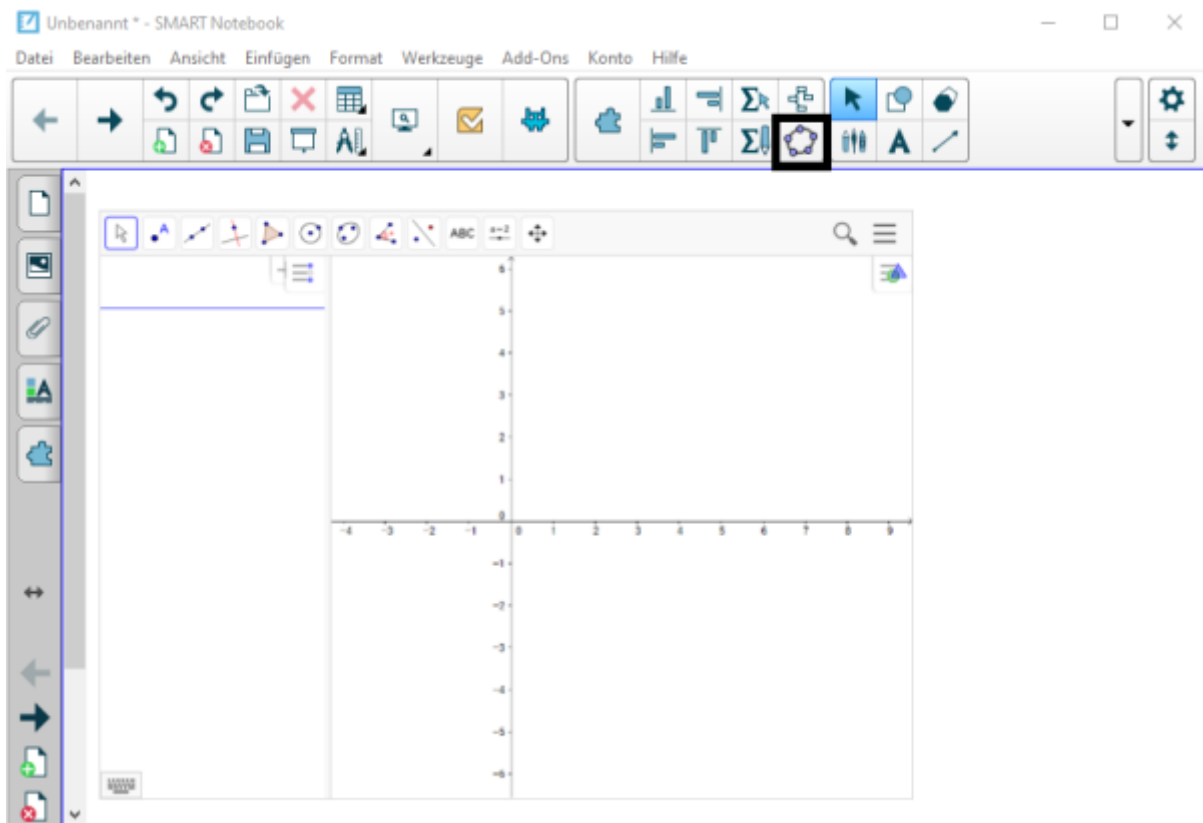 Unbenannt * - SMART Notebook
Datei Bearbeiten Ansicht Einfügen Format Werkzeuge Add-Ons Konto Hilfe
ABC
a=2
6
5
4
3
2
1
0
-4 -3 -2 -1 0 1 2 3 4 5 6 7 8 9
-1
-2
-3
-4
-5
-6